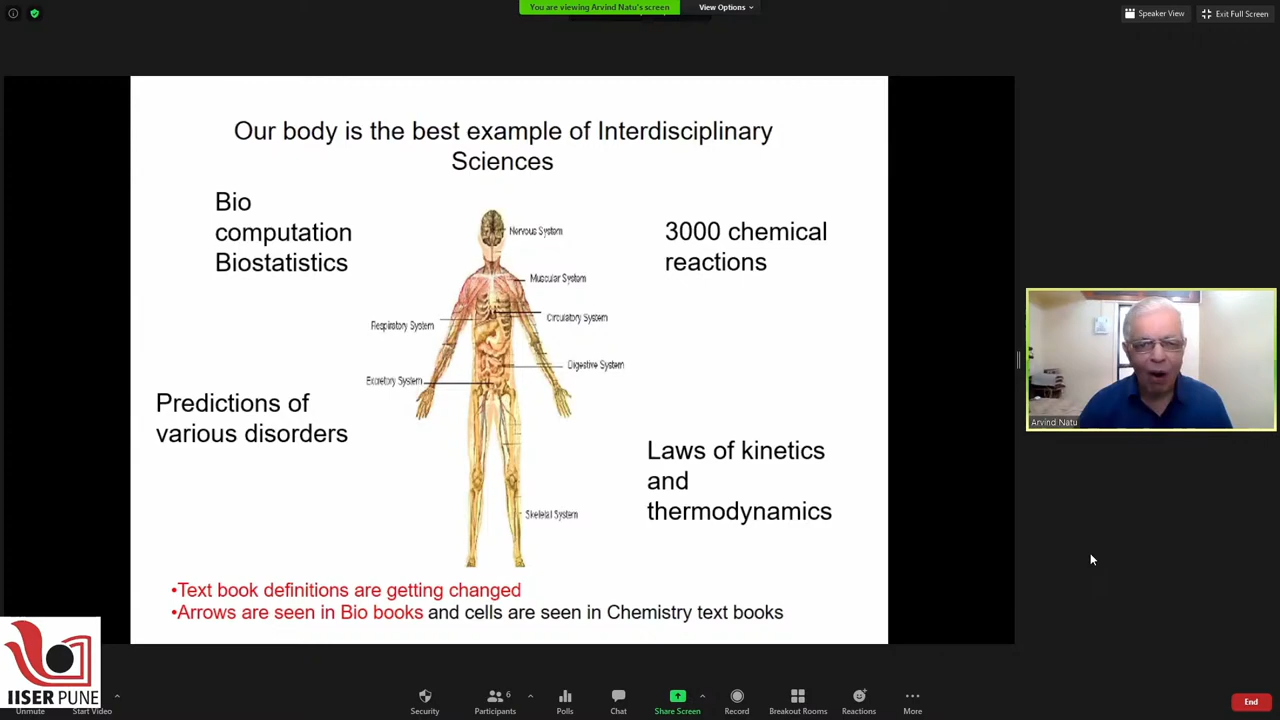 You are viewing Arvind Natu's screen
View Options
Speaker View
Exit Full Screen
Our body is the best example of Interdisciplinary
Sciences
Bio
computation
Biostatistics
3000 chemical
reactions
Nervous System
Muscular System
Circulatory System
Respiratory System
Digestive System
Excretory System
Skeletal System
Predictions of
various disorders
Laws of kinetics
and
thermodynamics
•Text book definitions are getting changed
•Arrows are seen in Bio books and cells are seen in Chemistry text books
Arvind Natu
IISER PUNE
Unmute
Start Video
Security
Participants
6
Polls
Chat
Share Screen
Record
Breakout Rooms
Reactions
More
End